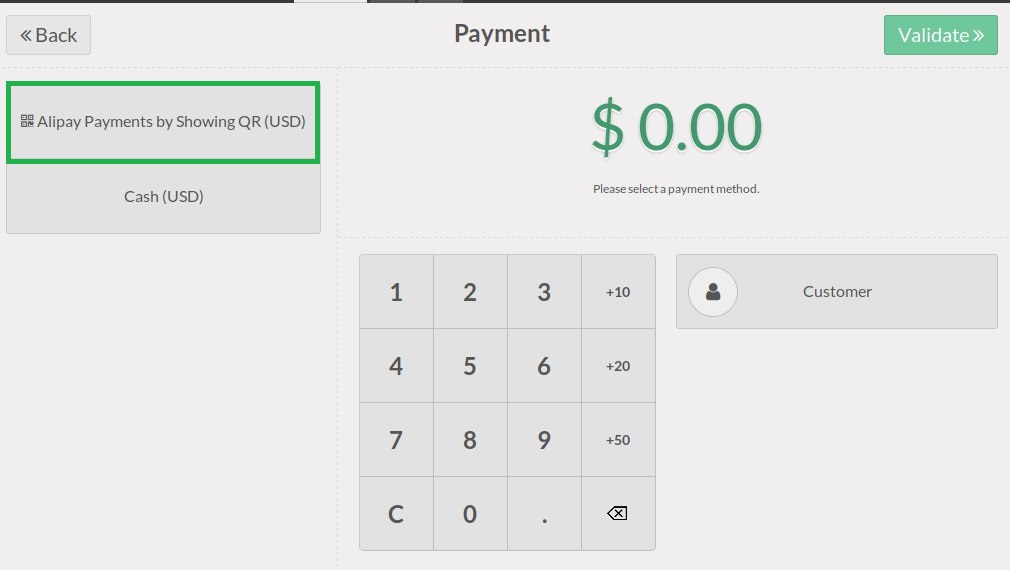 Back
Payment
Validate
Alipay Payments by Showing QR (USD)
Cash (USD)
$ 0.00
Please select a payment method.
1 2 3 +10
4 5 6 +20
7 8 9 +50
C 0 .
Customer